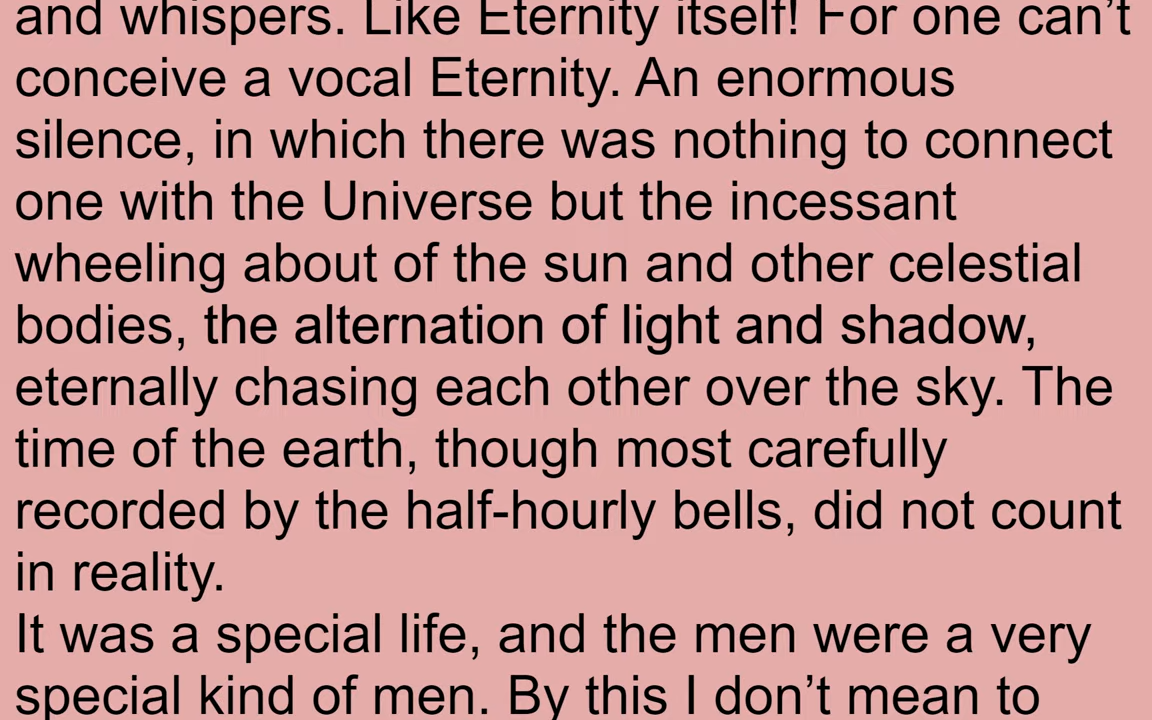 and whispers. Like Eternity itself! For one can’t
conceive a vocal Eternity. An enormous
silence, in which there was nothing to connect
one with the Universe but the incessant
wheeling about of the sun and other celestial
bodies, the alternation of light and shadow,
eternally chasing each other over the sky. The
time of the earth, though most carefully
recorded by the half-hourly bells, did not count
in reality.
It was a special life, and the men were a very
special kind of men. By this I don’t mean to